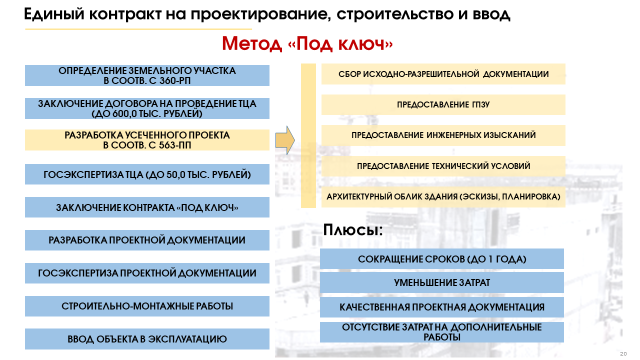 Единый контракт на проектирование, строительство и ввод
Метод «Под ключ»
ОПРЕДЕЛЕНИЕ ЗЕМЕЛЬНОГО УЧАСТКА
В СООТВ. С 360-РП
ЗАКЛЮЧЕНИЕ ДОГОВОРА НА ПРОВЕДЕНИЕ ТЦА
(ДО 600,0 ТЫС. РУБЛЕЙ)
РАЗРАБОТКА УСЕЧЕННОГО ПРОЕКТА
В СООТВ. С 563-ПП
ГОСЭКСПЕРТИЗА ТЦА (ДО 50,0 ТЫС. РУБЛЕЙ)
ЗАКЛЮЧЕНИЕ КОНТРАКТА «ПОД КЛЮЧ»
РАЗРАБОТКА ПРОЕКТНОЙ ДОКУМЕНТАЦИИ
ГОСЭКСПЕРТИЗА ПРОЕКТНОЙ ДОКУМЕНТАЦИИ
СТРОИТЕЛЬНО-МОНТАЖНЫЕ РАБОТЫ
ВВОД ОБЪЕКТА В ЭКСПЛУАТАЦИЮ
СБОР ИСХОДНО-РАЗРЕШИТЕЛЬНОЙ ДОКУМЕНТАЦИИ
ПРЕДОСТАВЛЕНИЕ ГПЗУ
ПРЕДОСТАВЛЕНИЕ ИНЖЕНЕРНЫХ ИЗЫСКАНИЙ
ПРЕДОСТАВЛЕНИЕ ТЕХНИЧЕСКИЙ УСЛОВИЙ
АРХИТЕКТУРНЫЙ ОБЛИК ЗДАНИЯ (ЭСКИЗЫ, ПЛАНИРОВКА)
Плюсы:
СОКРАЩЕНИЕ СРОКОВ (ДО 1 ГОДА)
УМЕНЬШЕНИЕ ЗАТРАТ
КАЧЕСТВЕННАЯ ПРОЕКТНАЯ ДОКУМЕНТАЦИЯ
ОТСУТСТВИЕ ЗАТРАТ НА ДОПОЛНИТЕЛЬНЫЕ
РАБОТЫ
20